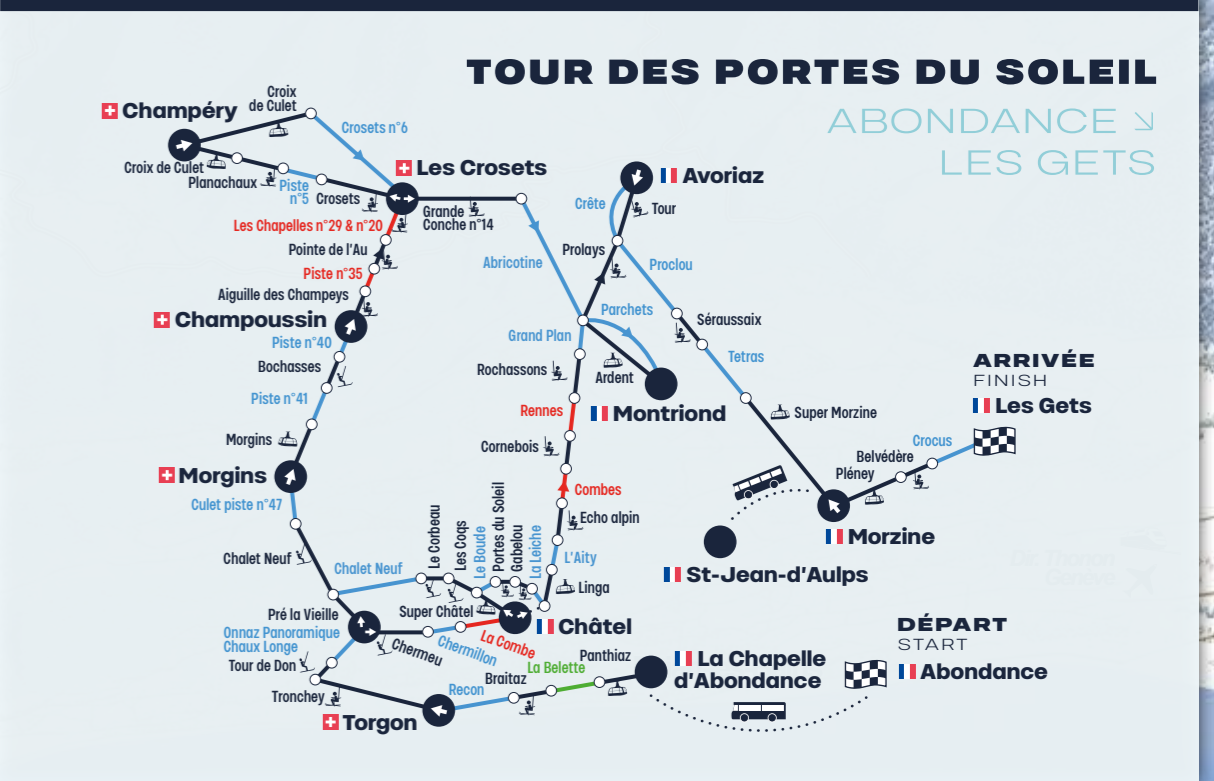 TOUR DES PORTES DU SOLEIL
ABONDANCE
LES GETS
Champéry
Croix
de Culet
Crosets n°6
Croix de Culet
Planachaux
Piste
n°5
Crosets
Les Crosets
Grande
Conche n°14
Les Chapelles n°29 & n°20
Pointe de l'Au
Piste n°35
Aiguille des Champeys
Champoussin
Piste n°40
Bochasses
Piste n°41
Morgins
Morgins
Culet piste n°47
Chalet Neuf
Chalet Neuf
Le Corbeau
Les Coqs
Le Boude
Portes du Soleil
Gabelou
La Leiche
Super Châtel
Châtel
Pré la Vieille
Onnaz Panoramique
Chaux Longe
Tour de Don
Tronchey
Chermeu
Chermillon
La Combe
Torgon
Recon
Braitaz
La Belette
Panthiaz
La Chapelle
d'Abondance
DÉPART
START
Abondance
Linga
L'Aity
Echo alpin
Combes
Cornebois
Rennes
Rochassons
Grand Plan
Abricotine
Parchets
Ardent
Montriond
Prolays
Crête
Tour
Avoriaz
Proclou
Séraussaix
Tetras
Super Morzine
Morzine
St-Jean-d'Aulps
Pléney
Belvédère
Crocus
ARRIVÉE
FINISH
Les Gets